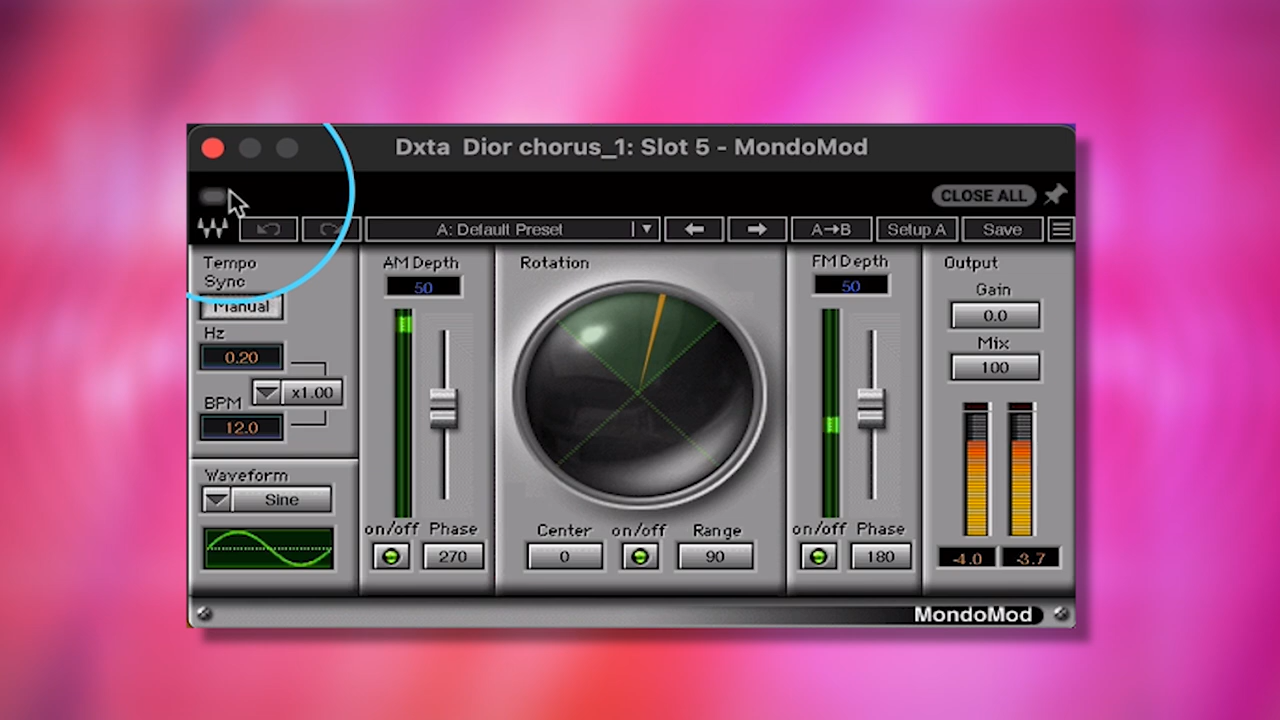 Dxta Dior chorus_1: Slot 5 - MondoMod
CLOSE ALL
A: Default Preset
A→B
Setup A
Save
Tempo
Sync
Manual
Hz
0.20
x1.00
BPM
12.0
Waveform
Sine
AM Depth
50
on/off Phase
270
Rotation
Center on/off Range
0 90
FM Depth
50
on/off Phase
180
Output
Gain
0.0
Mix
100
-4.0 -3.7
MondoMod